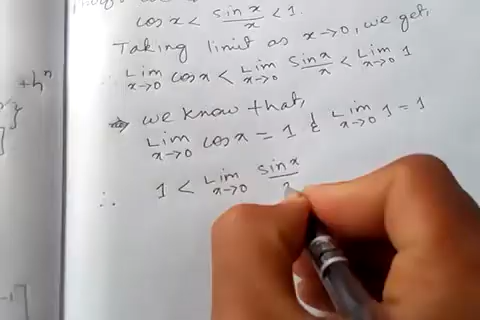 cos x < sin x / x < 1.
Taking limit as x→0, we get,
∴ Lim x→0 cos x < Lim x→0 sin x / x < Lim x→0 1
we know that,
Lim x→0 cos x = 1 & Lim x→0 1 = 1
∴ 1 < Lim x→0 sin x
+hⁿ